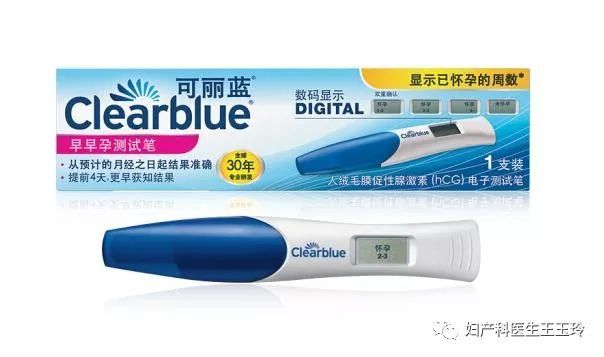 可丽蓝®
Clearblue®
早早孕测试笔
·从预计的月经之日起结果准确
·提前4天,更早获知结果
全球
30年
专业研发
数码显示
DIGITAL
显示已怀孕的周数*
双重确认
怀孕
1-2
怀孕
2-3
怀孕
3+
未怀孕
Clearblue
1支装
人绒毛膜促性腺激素 (hCG) 电子测试笔
Clearblue
怀孕
2-3
妇产科医生王玉玲